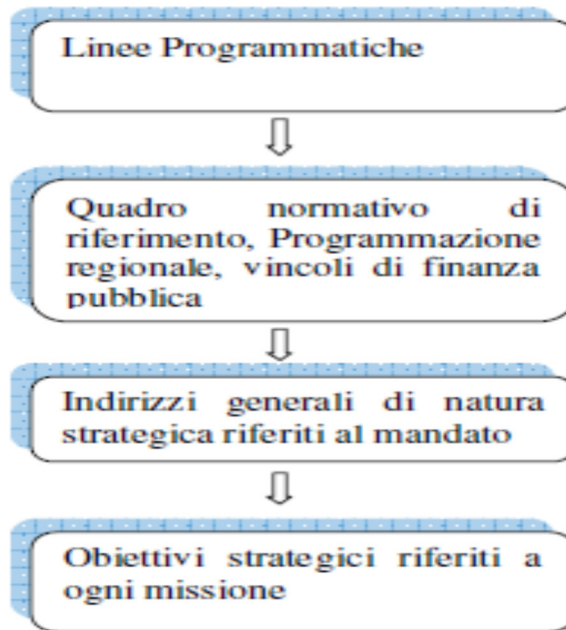 Linee Programmatiche
Quadro normativo di
riferimento, Programmazione
regionale, vincoli di finanza
pubblica
Indirizzi generali di natura
strategica riferiti al mandato
Obiettivi strategici riferiti a
ogni missione